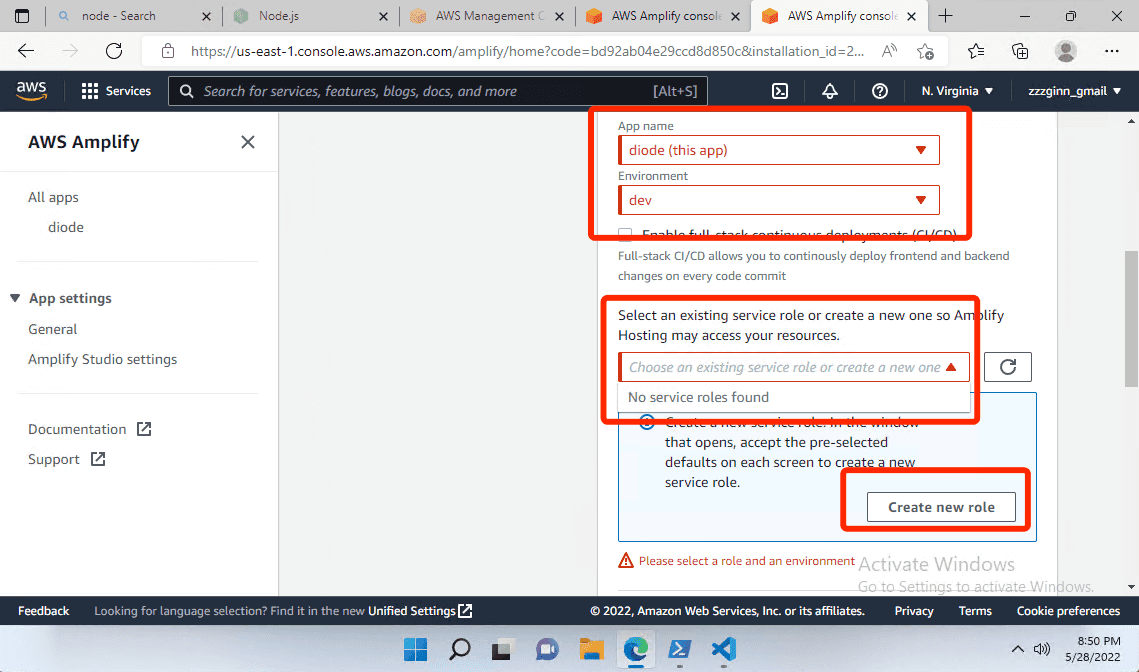 node - Search
Node.js
AWS Management C
AWS Amplify console
AWS Amplify console
https://us-east-1.console.aws.amazon.com/amplify/home?code=bd92ab04e29ccd8d850c&installation_id=2...
aws
Services
Search for services, features, blogs, docs, and more
[Alt+S]
N. Virginia
zzzginn_gmail
AWS Amplify
All apps
diode
App settings
General
Amplify Studio settings
Documentation
Support
App name
diode (this app)
Environment
dev
Enable full-stack continuous deployments (CI/CD)
Full-stack CI/CD allows you to continously deploy frontend and backend
changes on every code commit
Select an existing service role or create a new one so Amplify
Hosting may access your resources.
Choose an existing service role or create a new one
No service roles found
Create a new service role. In the window
that opens, accept the pre-selected
defaults on each screen to create a new
service role.
Create new role
Please select a role and an environment
Activate Windows
Go to Settings to activate Windows.
Feedback
Looking for language selection? Find it in the new Unified Settings
© 2022, Amazon Web Services, Inc. or its affiliates.
Privacy
Terms
Cookie preferences
8:50 PM
5/28/2022